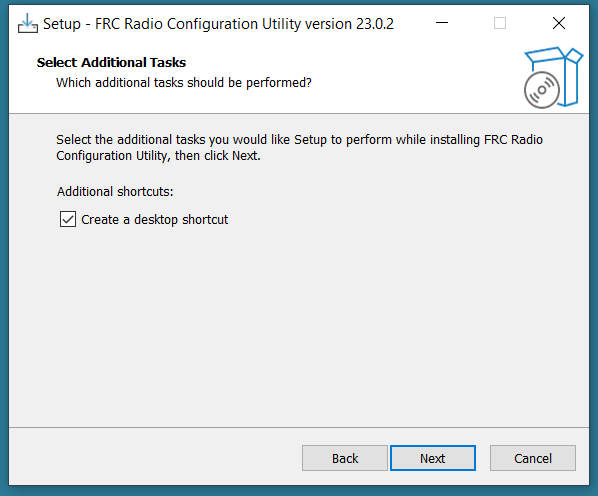 Setup - FRC Radio Configuration Utility version 23.0.2
Select Additional Tasks
Which additional tasks should be performed?
Select the additional tasks you would like Setup to perform while installing FRC Radio
Configuration Utility, then click Next.
Additional shortcuts:
Create a desktop shortcut
Back
Next
Cancel